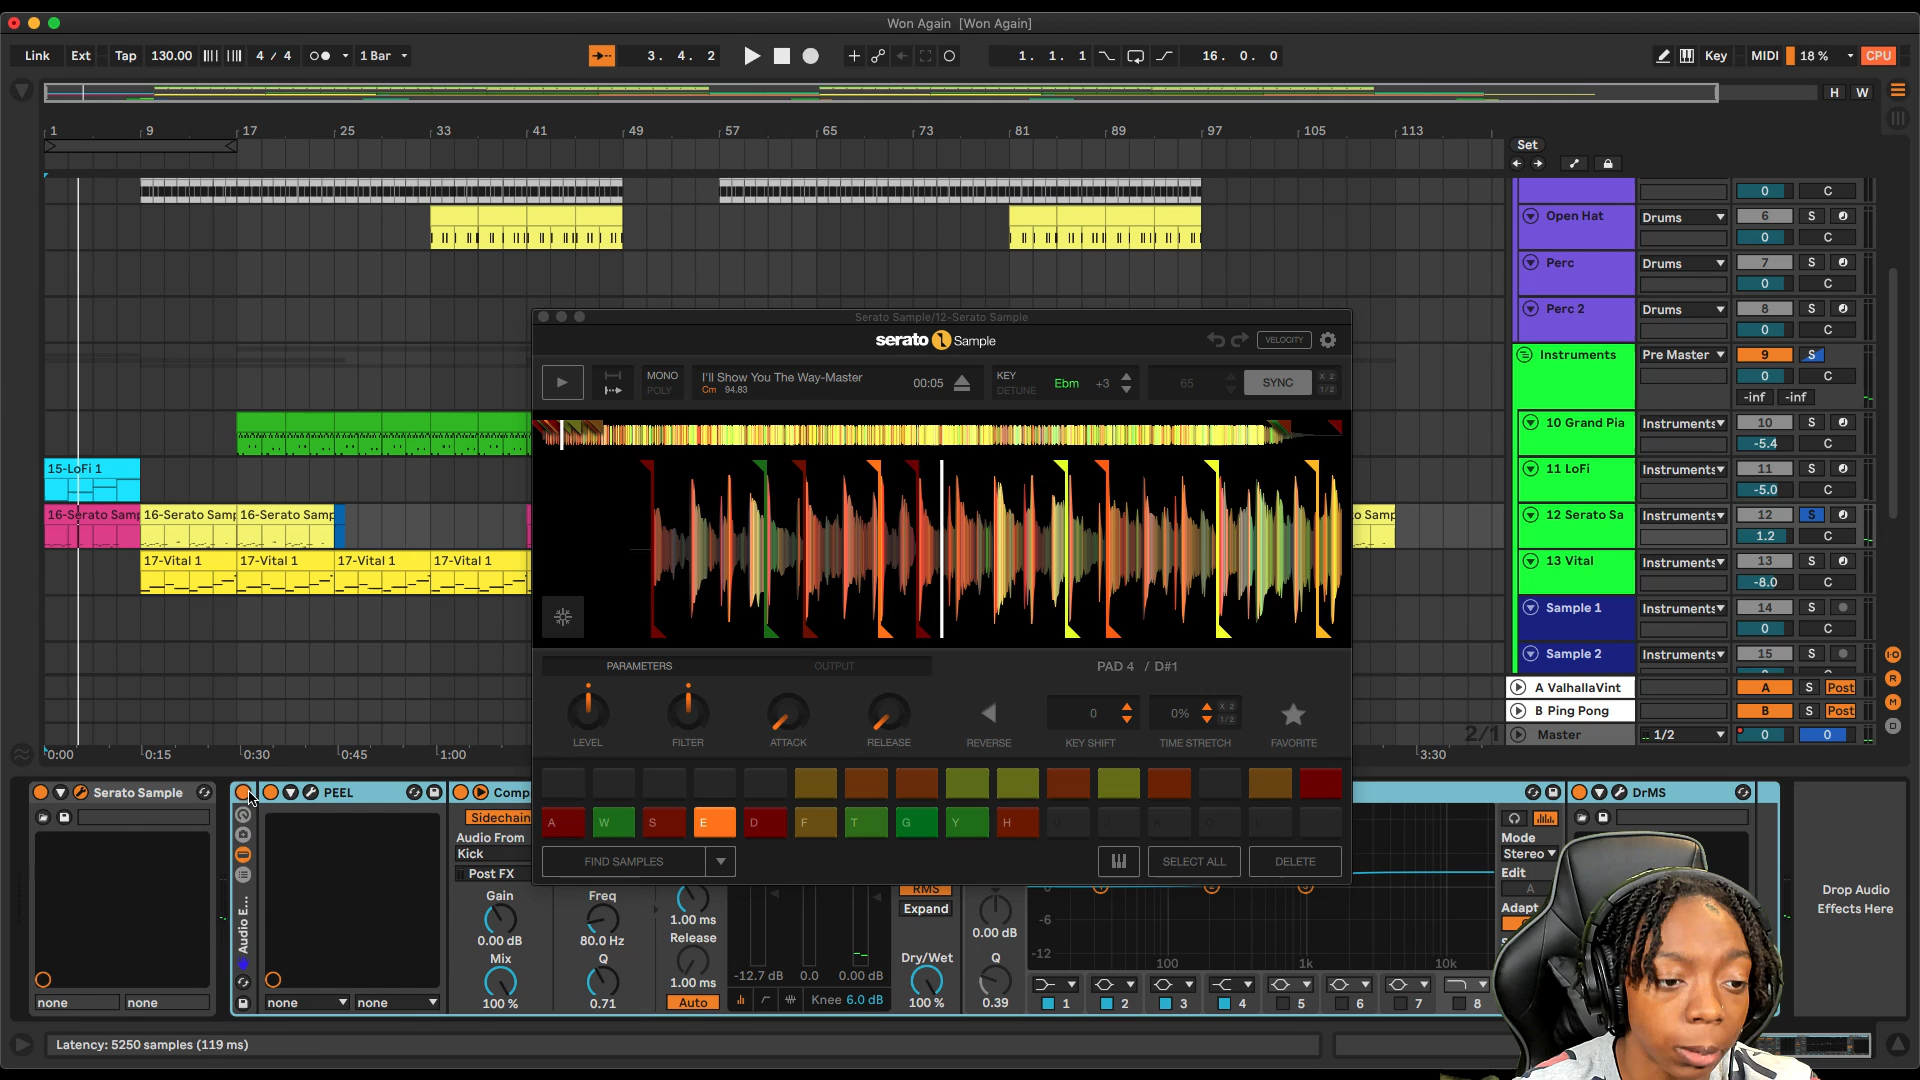 Won Again [Won Again]
Link Ext Tap 130.00 4 / 4 1 Bar 3. 4. 2 1. 1. 1 16. 0. 0 Key MIDI 18 % CPU
H W
1 9 17 25 33 41 49 57 65 73 81 89 97 105 113
Set
0 C
Open Hat Drums 6 S
0 C
Perc Drums 7 S
0 C
Perc 2 Drums 8 S
0 C
Instruments Pre Master 9 S
0 C
-inf -inf
10 Grand Pia Instruments 10 S
-5.4 C
15-LoFi 1
11 LoFi Instruments 11 S
-5.0 C
16-Serato Samp 16-Serato Samp 16-Serato Samp o Samp
12 Serato Sa Instruments 12 S
1.2 C
17-Vital 1 17-Vital 1 17-Vital 1 17-Vital 1
13 Vital Instruments 13 S
-8.0 C
Sample 1 Instruments 14 S
0 C
Sample 2 Instruments 15 S
A ValhallaVint A S Post
B Ping Pong B S Post
2/1 Master 1/2 0 0
0:00 0:15 0:30 0:45 1:00 3:30
Serato Sample/12-Serato Sample
serato Sample VELOCITY
MONO
POLY
I'll Show You The Way-Master
Cm 94.83
00:05
KEY
DETUNE
Ebm +3 65 SYNC
X 2
1/2
PARAMETERS OUTPUT PAD 4 / D#1
0 0% X 2
1/2
LEVEL FILTER ATTACK RELEASE REVERSE KEY SHIFT TIME STRETCH FAVORITE
A W S E D F T G Y H
FIND SAMPLES SELECT ALL DELETE
Serato Sample
none none
Audio E...
PEEL
none none
Comp
Sidechain
Audio From
Kick
Post FX
Gain Freq
0.00 dB 80.0 Hz
Mix Q
100 % 0.71
1.00 ms
Release
1.00 ms
Auto
-12.7 dB 0.0 0.00 dB
Knee 6.0 dB
RMS
Expand
Dry/Wet
100 %
0.00 dB
Q
0.39
0
-6
-12
100 1k 10k
1 2 3 4 5 6 7 8
Mode
Stereo
Edit
A
Adapt
DrMS
Drop Audio
Effects Here
I·O
R
M
D
Latency: 5250 samples (119 ms)